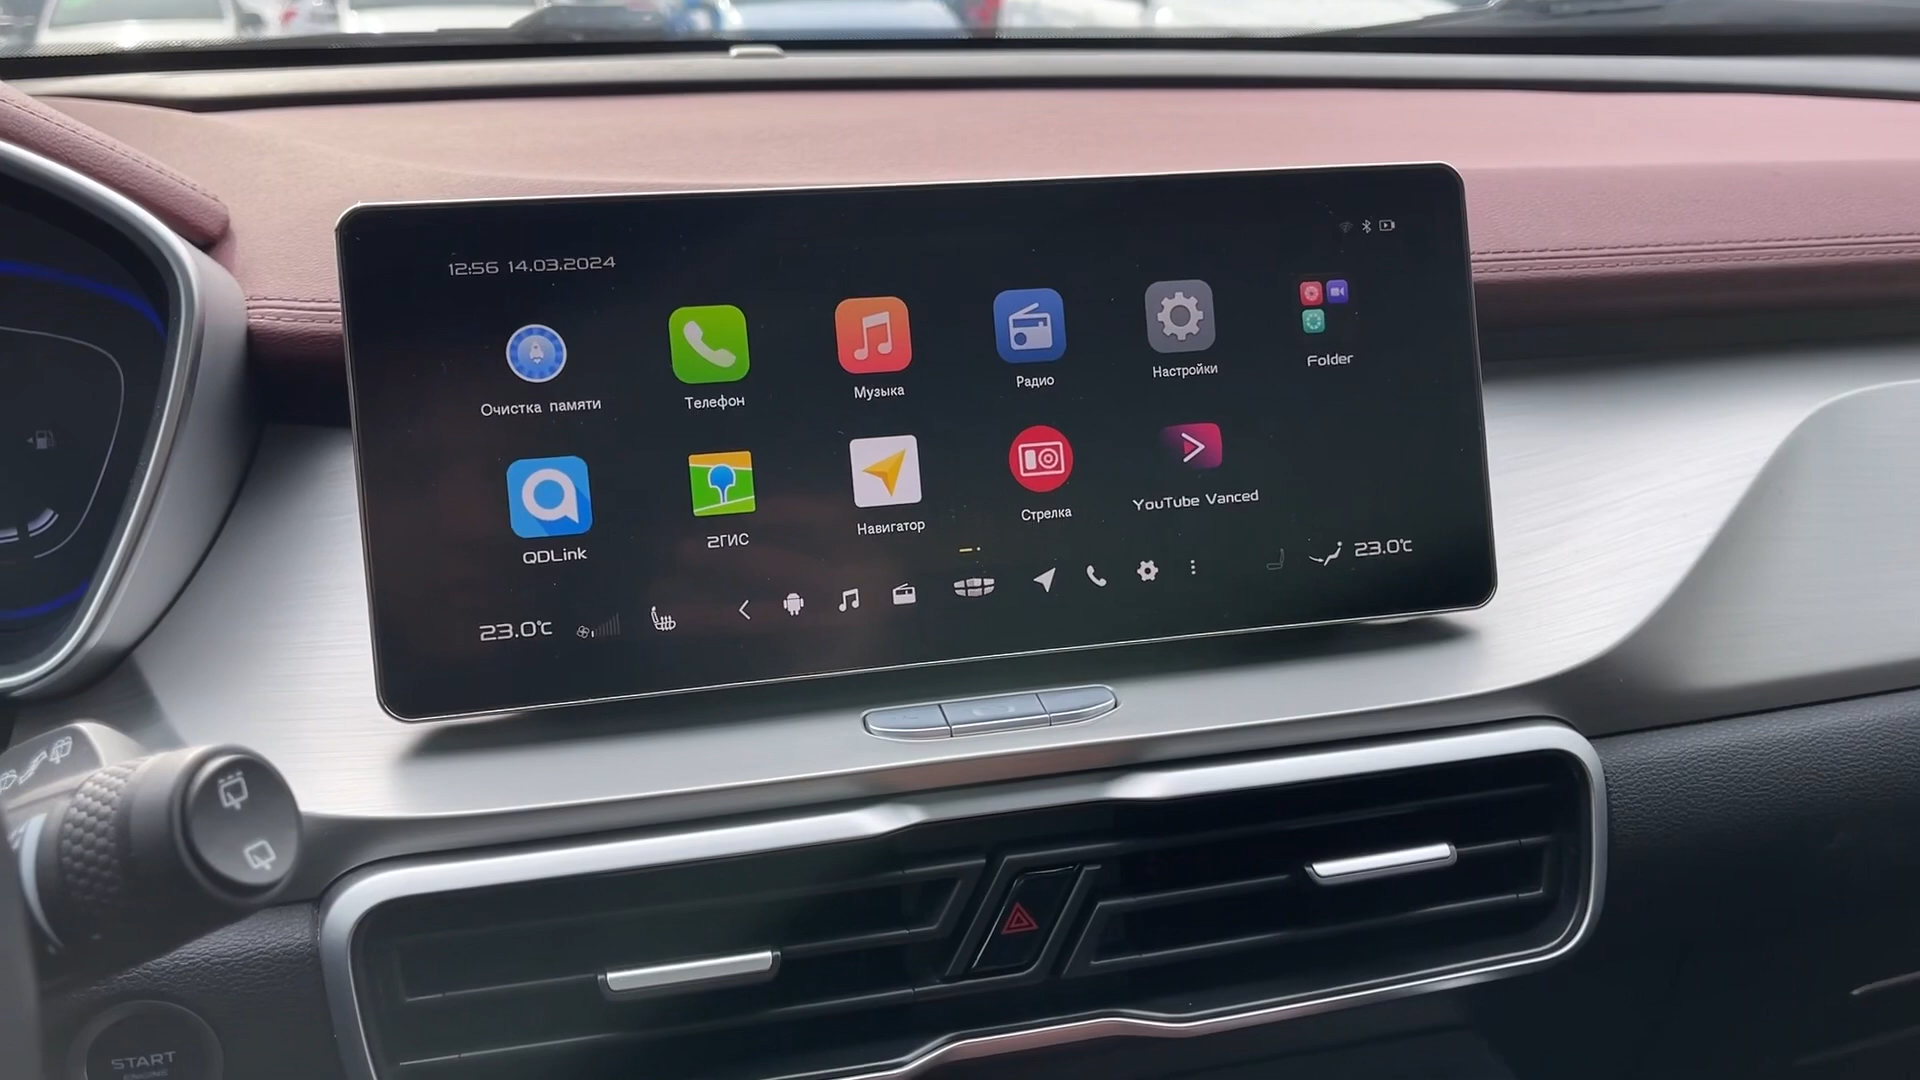 12:56 14.03.2024
Очистка памяти
Телефон
Музыка
Радио
Настройки
Folder
QDLink
2ГИС
Навигатор
Стрелка
YouTube Vanced
23.0°C
23.0°C
START
ENGINE